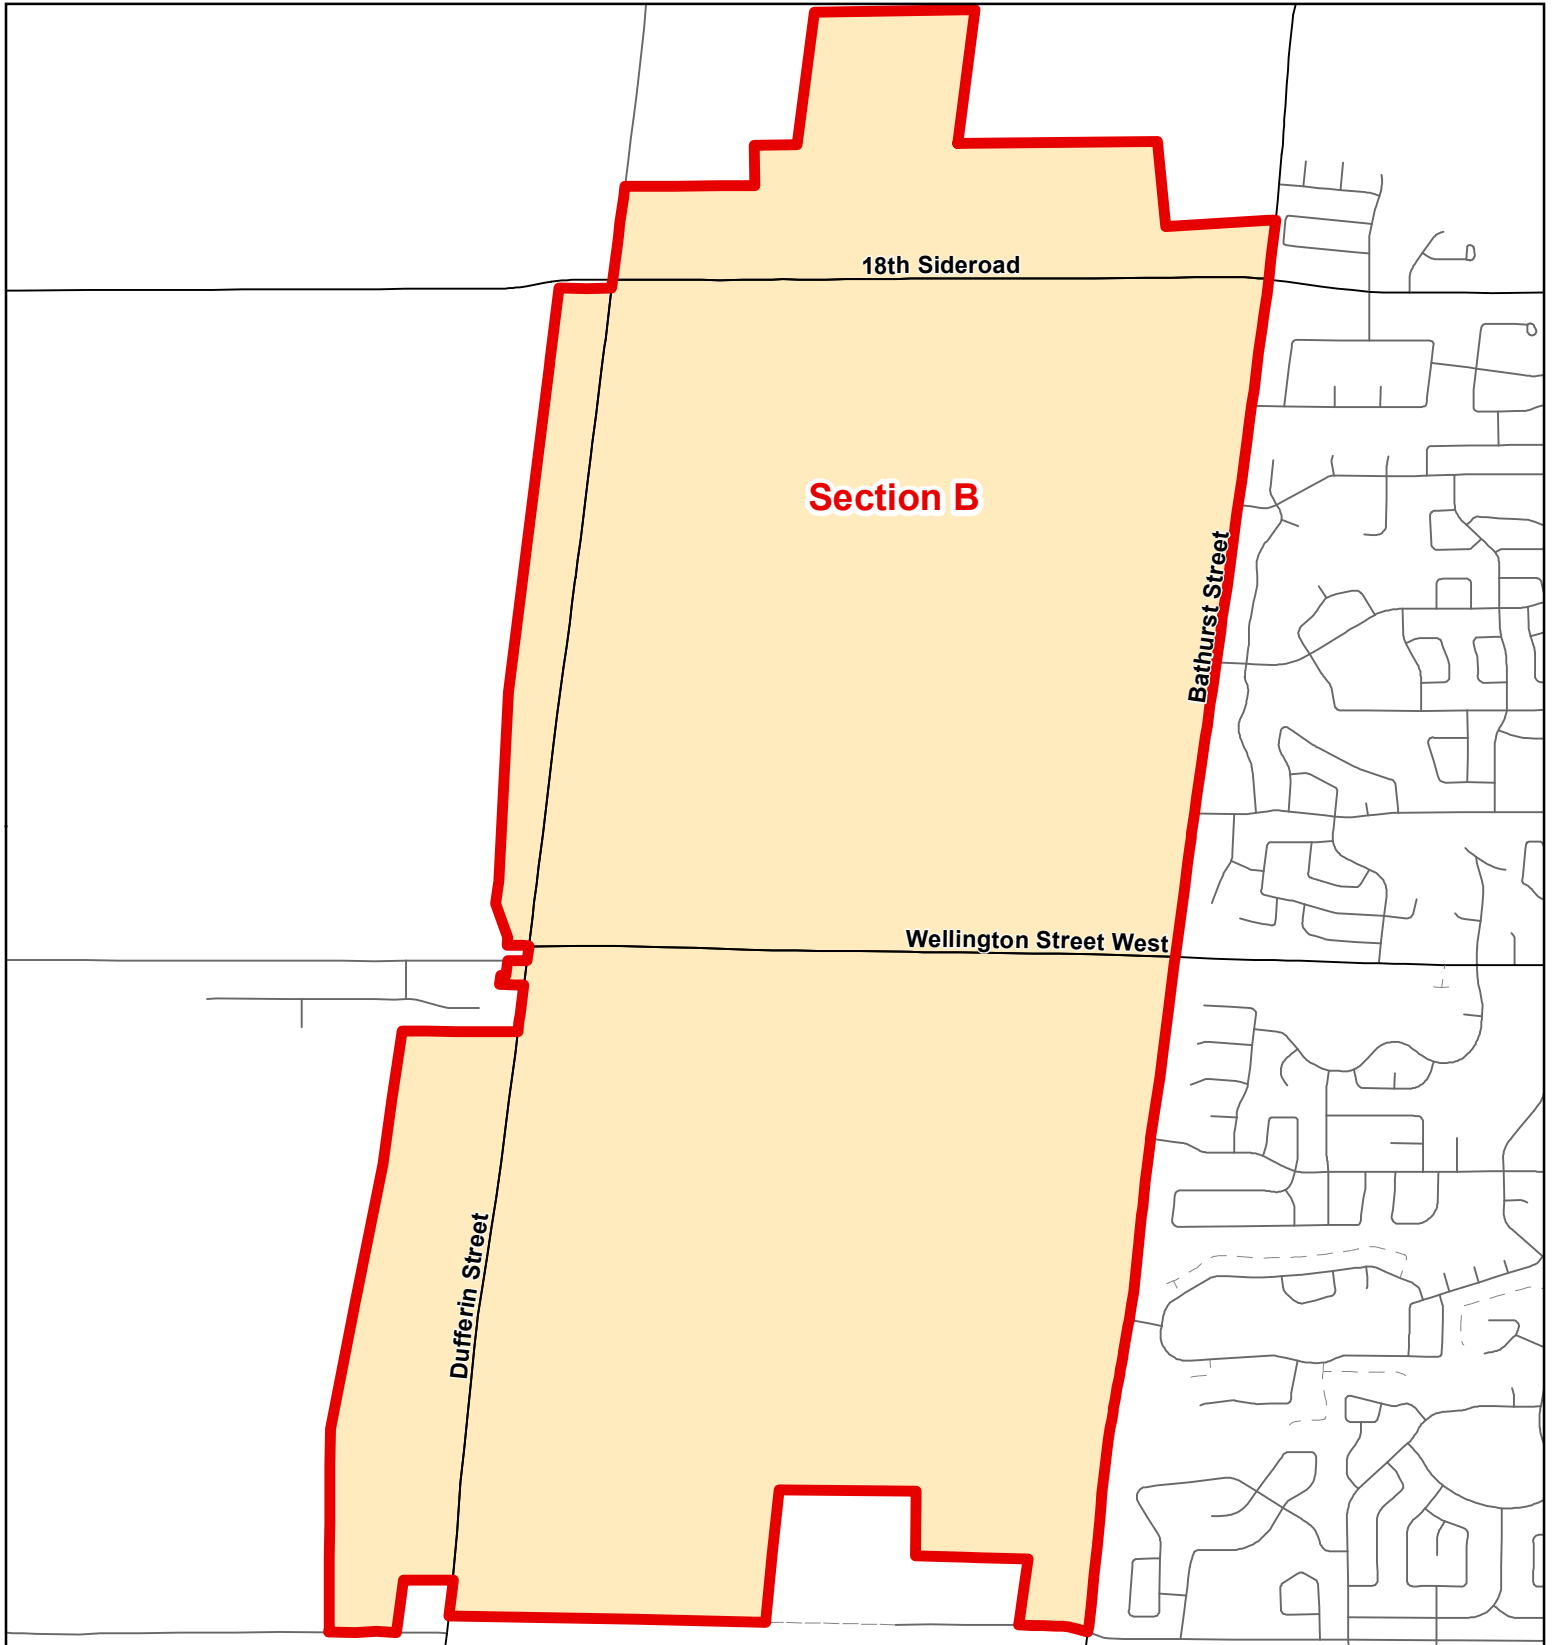 18th Sideroad
Section B
Bathurst Street
Wellington Street West
Dufferin Street